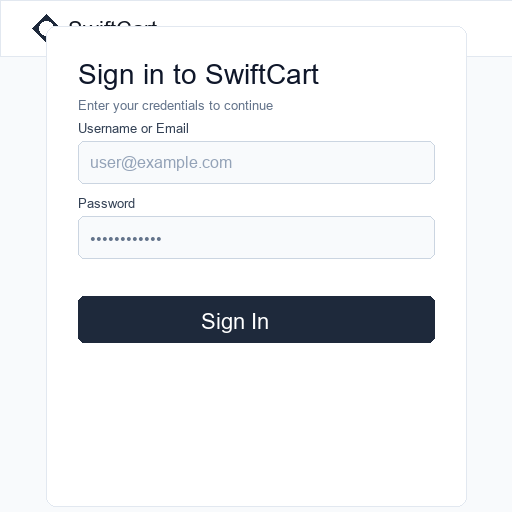 SwiftCart
Sign in to SwiftCart
Enter your credentials to continue
Username or Email
user@example.com
Password
••••••••••••
Sign In